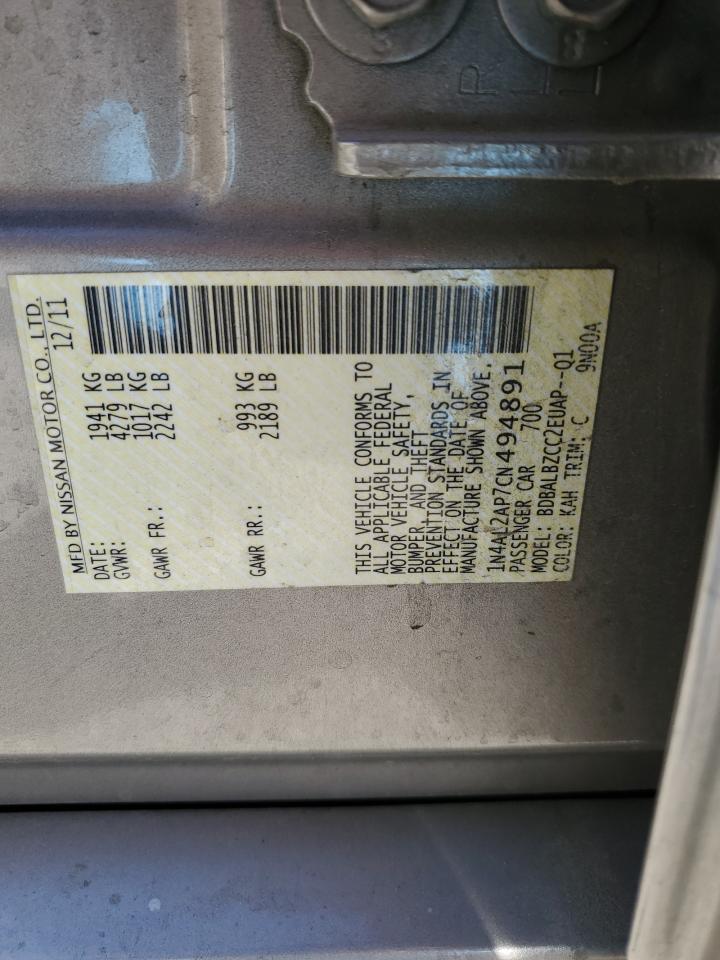 MFD BY NISSAN MOTOR CO., LTD.
DATE: 12/11
GVWR: 1941 KG
4279 LB
GAWR FR.: 1017 KG
2242 LB
GAWR RR.: 993 KG
2189 LB
THIS VEHICLE CONFORMS TO
ALL APPLICABLE FEDERAL
MOTOR VEHICLE SAFETY,
BUMPER, AND THEFT
PREVENTION STANDARDS IN
EFFECT ON THE DATE OF
MANUFACTURE SHOWN ABOVE.
1N4AL2AP7CN494891
PASSENGER CAR 700
MODEL: BDBALBZCC2EUAP--Q1
COLOR: KAH TRIM: C 9N00A
8